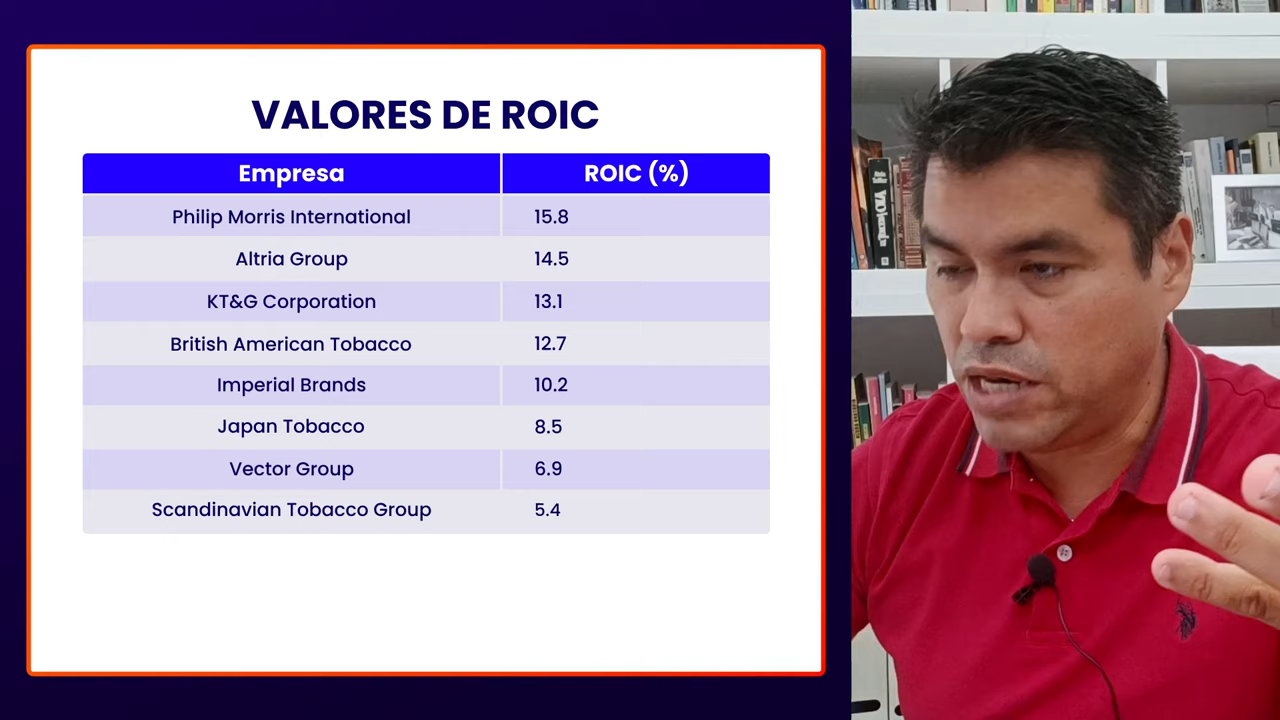 VALORES DE ROIC
Empresa ROIC (%)
Philip Morris International 15.8
Altria Group 14.5
KT&G Corporation 13.1
British American Tobacco 12.7
Imperial Brands 10.2
Japan Tobacco 8.5
Vector Group 6.9
Scandinavian Tobacco Group 5.4